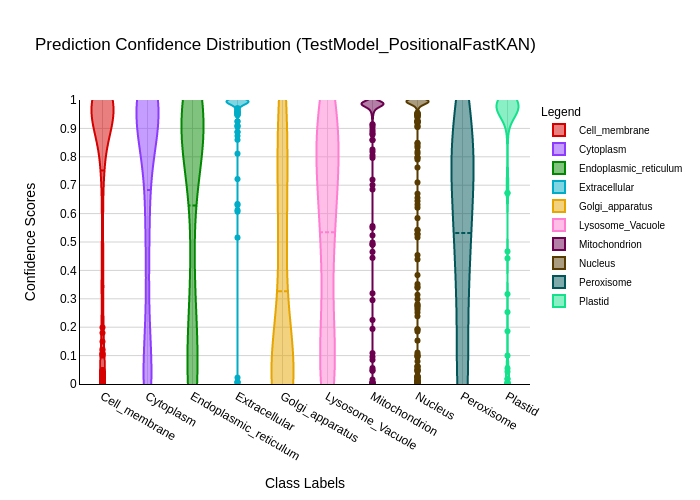 Prediction Confidence Distribution (TestModel_PositionalFastKAN)
Legend
Cell_membrane
Cytoplasm
Endoplasmic_reticulum
Extracellular
Golgi_apparatus
Lysosome_Vacuole
Mitochondrion
Nucleus
Peroxisome
Plastid
Confidence Scores
1
0.9
0.8
0.7
0.6
0.5
0.4
0.3
0.2
0.1
0
Cell_membrane
Cytoplasm
Endoplasmic_reticulum
Extracellular
Golgi_apparatus
Lysosome_Vacuole
Mitochondrion
Nucleus
Peroxisome
Plastid
Class Labels